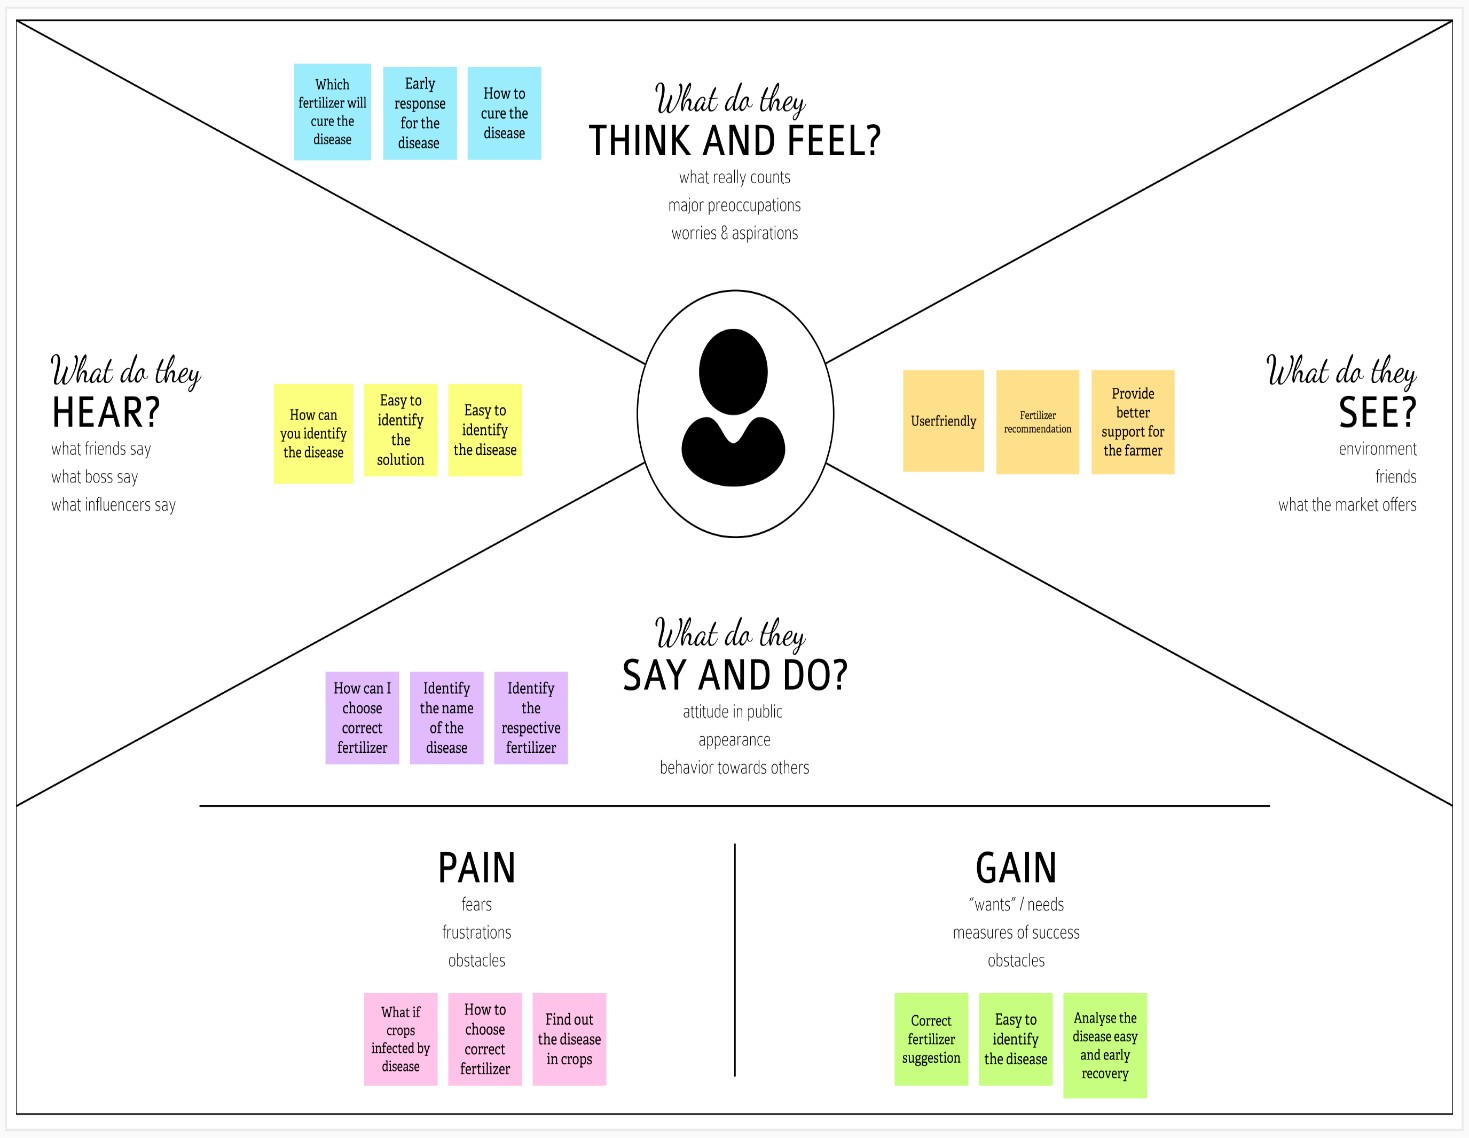 Which
fertilizer will
cure the
disease
Early
response
for the
disease
How to
cure the
disease
What do they
THINK AND FEEL?
what really counts
major preoccupations
worries & aspirations
What do they
HEAR?
what friends say
what boss say
what influencers say
How can
you identify
the disease
Easy to
identify
the
solution
Easy to
identify
the disease
Userfriendly
Fertilizer
recommendation
Provide
better
support for
the farmer
What do they
SEE?
environment
friends
what the market offers
What do they
SAY AND DO?
attitude in public
appearance
behavior towards others
How can I
choose
correct
fertilizer
Identify
the name
of the
disease
Identify
the
respective
fertilizer
PAIN
fears
frustrations
obstacles
What if
crops
infected by
disease
How to
choose
correct
fertilizer
Find out
the disease
in crops
GAIN
"wants" / needs
measures of success
obstacles
Correct
fertilizer
suggestion
Easy to
identify
the disease
Analyse the
disease easy
and early
recovery